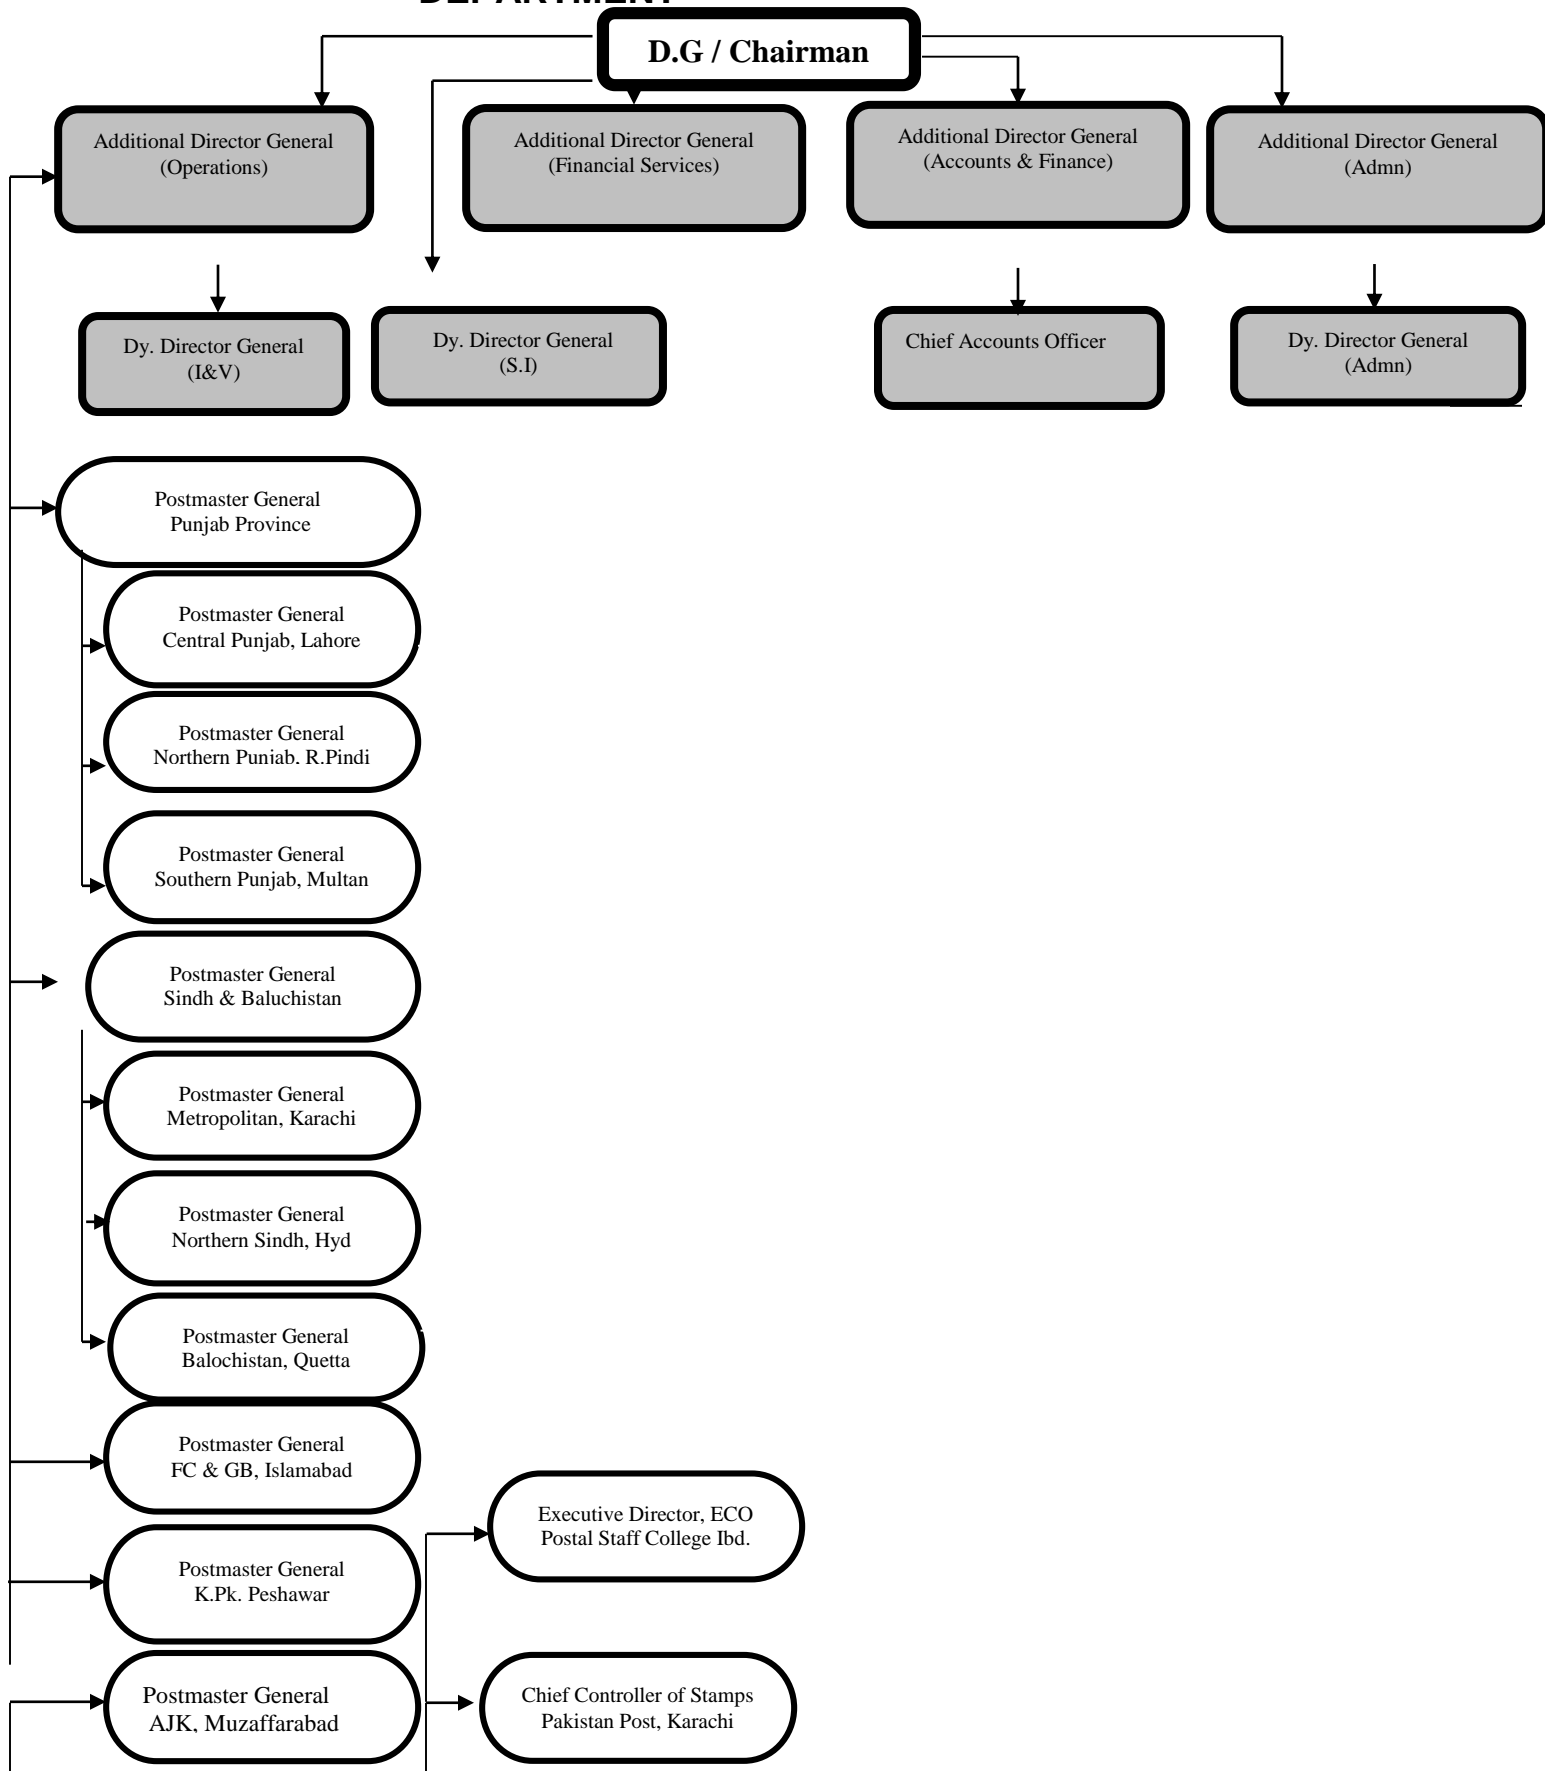 DEPARTMENT
D.G / Chairman
Additional Director General
(Operations)
Additional Director General
(Financial Services)
Additional Director General
(Accounts & Finance)
Additional Director General
(Admn)
Dy. Director General
(I&V)
Dy. Director General
(S.I)
Chief Accounts Officer
Dy. Director General
(Admn)
Postmaster General
Punjab Province
Postmaster General
Central Punjab, Lahore
Postmaster General
Northern Punjab, R.Pindi
Postmaster General
Southern Punjab, Multan
Postmaster General
Sindh & Baluchistan
Postmaster General
Metropolitan, Karachi
Postmaster General
Northern Sindh, Hyd
Postmaster General
Balochistan, Quetta
Postmaster General
FC & GB, Islamabad
Executive Director, ECO
Postal Staff College Ibd.
Postmaster General
K.Pk. Peshawar
Postmaster General
AJK, Muzaffarabad
Chief Controller of Stamps
Pakistan Post, Karachi